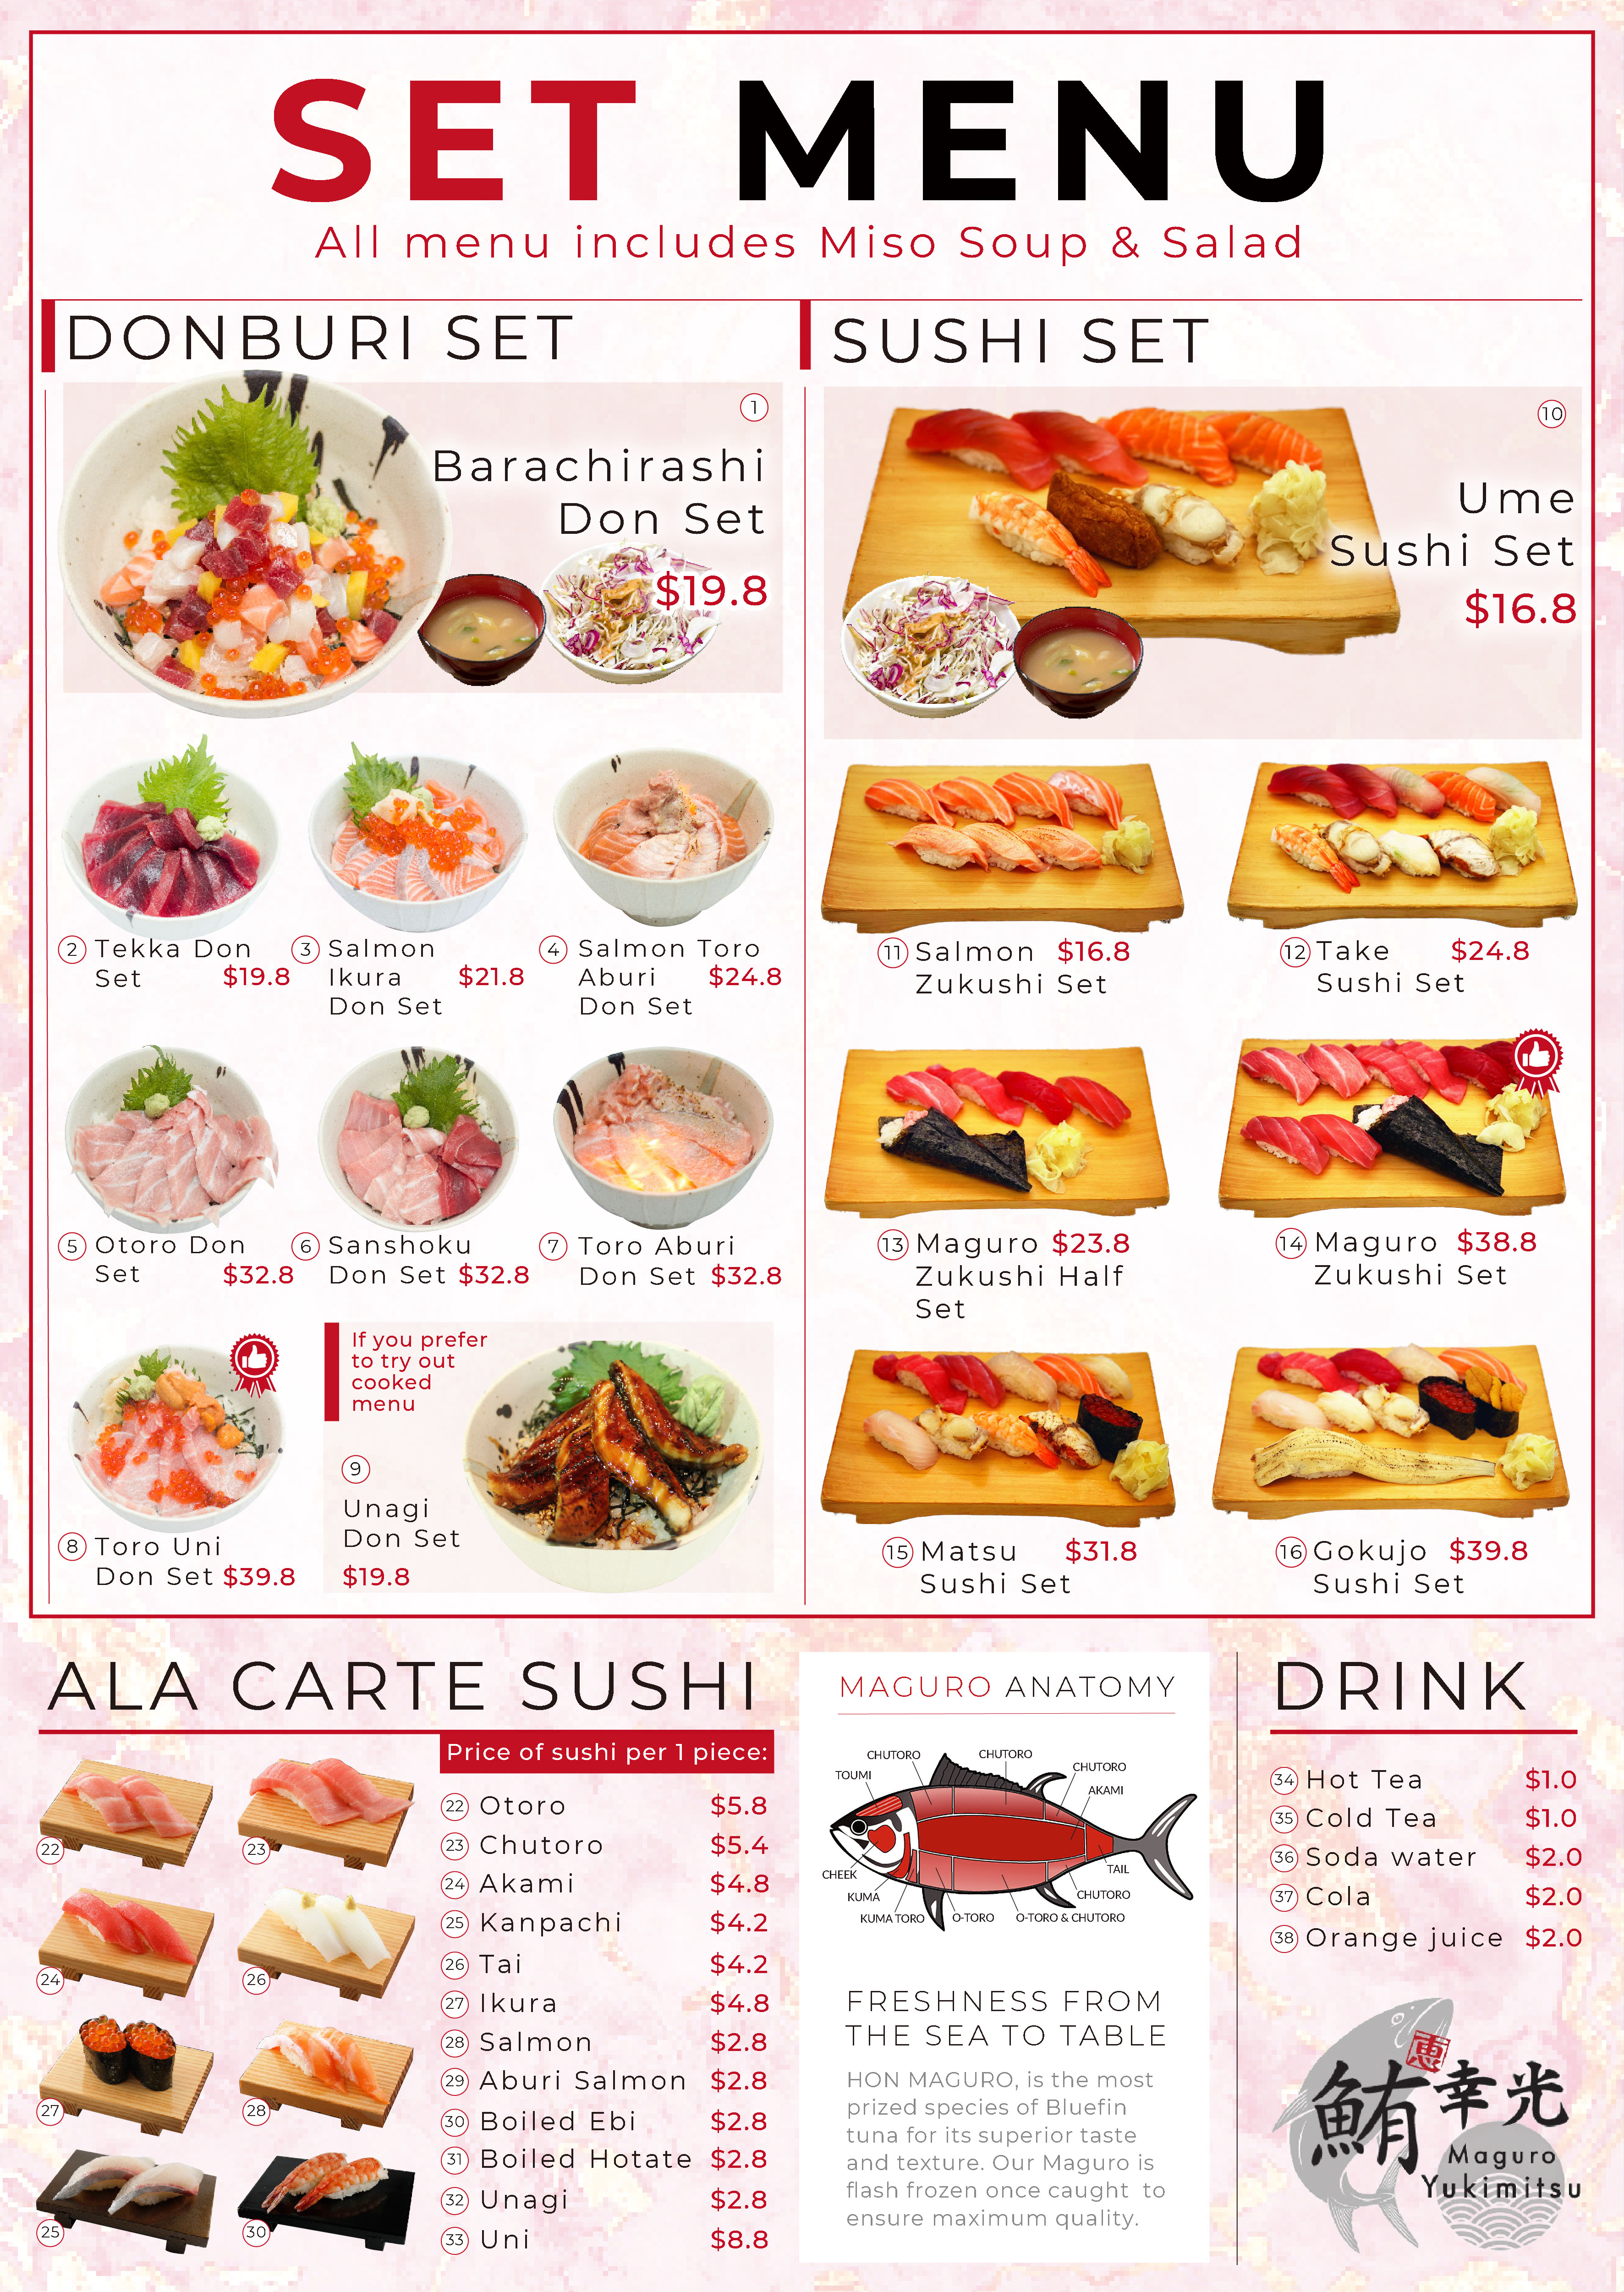 SET MENU
All menu includes Miso Soup & Salad
DONBURI SET
1
Barachirashi
Don Set
$19.8
2 Tekka Don
Set $19.8
3 Salmon
Ikura $21.8
Don Set
4 Salmon Toro
Aburi $24.8
Don Set
5 Otoro Don
Set $32.8
6 Sanshoku
Don Set $32.8
7 Toro Aburi
Don Set $32.8
8 Toro Uni
Don Set $39.8
If you prefer
to try out
cooked
menu
9
Unagi
Don Set
$19.8
SUSHI SET
10
Ume
Sushi Set
$16.8
11 Salmon $16.8
Zukushi Set
12 Take $24.8
Sushi Set
13 Maguro $23.8
Zukushi Half
Set
14 Maguro $38.8
Zukushi Set
15 Matsu $31.8
Sushi Set
16 Gokujo $39.8
Sushi Set
ALA CARTE SUSHI
Price of sushi per 1 piece:
22
23
24
26
27
28
25
30
22 Otoro $5.8
23 Chutoro $5.4
24 Akami $4.8
25 Kanpachi $4.2
26 Tai $4.2
27 Ikura $4.8
28 Salmon $2.8
29 Aburi Salmon $2.8
30 Boiled Ebi $2.8
31 Boiled Hotate $2.8
32 Unagi $2.8
33 Uni $8.8
MAGURO ANATOMY
CHUTORO
CHUTORO
TOUMI
CHUTORO
AKAMI
CHEEK
TAIL
KUMA
CHUTORO
KUMA TORO
O-TORO
O-TORO & CHUTORO
FRESHNESS FROM
THE SEA TO TABLE
HON MAGURO, is the most
prized species of Bluefin
tuna for its superior taste
and texture. Our Maguro is
flash frozen once caught to
ensure maximum quality.
DRINK
34 Hot Tea $1.0
35 Cold Tea $1.0
36 Soda water $2.0
37 Cola $2.0
38 Orange juice $2.0
恵
鮪幸光
Maguro
Yukimitsu